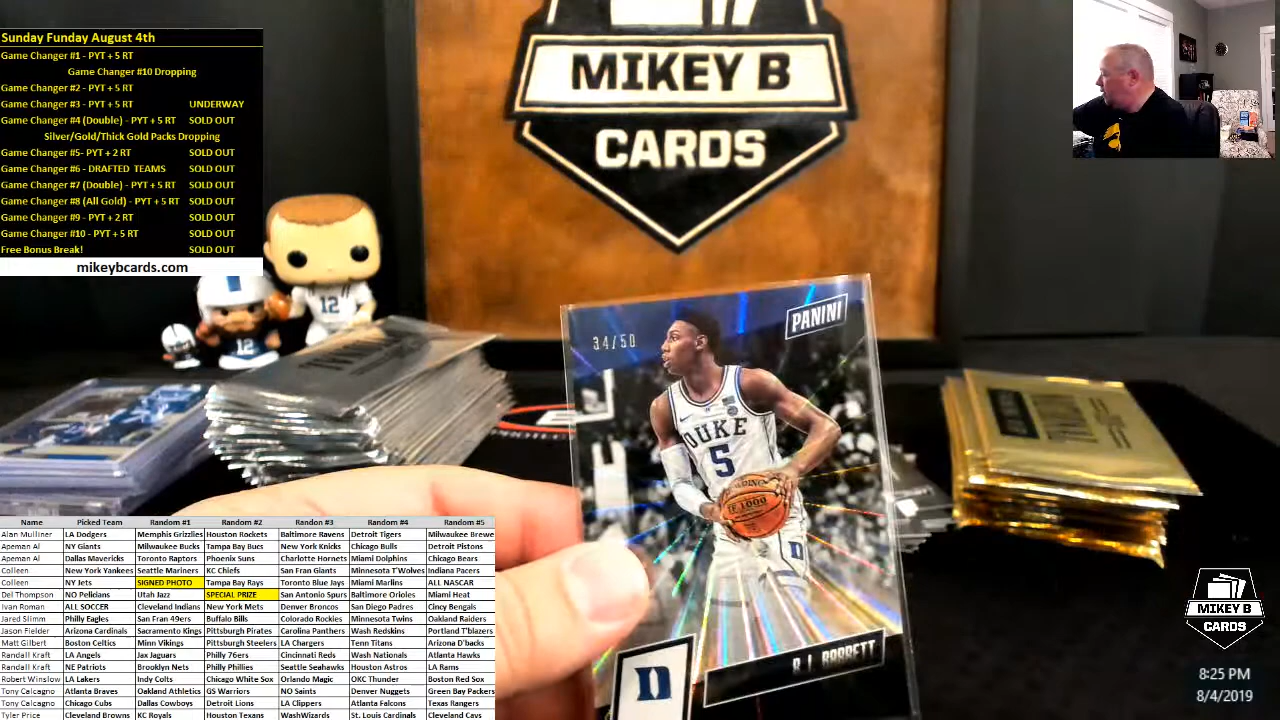 Sunday Funday August 4th
Game Changer #1 - PYT + 5 RT
Game Changer #10 Dropping
Game Changer #2 - PYT + 5 RT
Game Changer #3 - PYT + 5 RT UNDERWAY
Game Changer #4 (Double) - PYT + 5 RT SOLD OUT
Silver/Gold/Thick Gold Packs Dropping
Game Changer #5- PYT + 2 RT SOLD OUT
Game Changer #6 - DRAFTED TEAMS SOLD OUT
Game Changer #7 (Double) - PYT + 5 RT SOLD OUT
Game Changer #8 (All Gold) - PYT + 5 RT SOLD OUT
Game Changer #9 - PYT + 2 RT SOLD OUT
Game Changer #10 - PYT + 5 RT SOLD OUT
Free Bonus Break! SOLD OUT
mikeybcards.com
MIKEY B
CARDS
12
12
34/50
PANINI
DUKE
5
D
R.J. BARRETT
Name Picked Team Random #1 Random #2 Random #3 Random #4 Random #5
Alan Mulliner LA Dodgers Memphis Grizzlies Houston Rockets Baltimore Ravens Detroit Tigers Milwaukee Brewe
Apeman Al NY Giants Milwaukee Bucks Tampa Bay Bucs New York Knicks Chicago Bulls Detroit Pistons
Apeman Al Dallas Mavericks Toronto Raptors Phoenix Suns Charlotte Hornets Miami Dolphins Chicago Bears
Colleen New York Yankees Seattle Mariners KC Chiefs San Fran Giants Minnesota T'Wolves Indiana Pacers
Colleen NY Jets SIGNED PHOTO Tampa Bay Rays Toronto Blue Jays Miami Marlins ALL NASCAR
Del Thompson NO Pelicians Utah Jazz SPECIAL PRIZE San Antonio Spurs Baltimore Orioles Miami Heat
Ivan Roman ALL SOCCER Cleveland Indians New York Mets Denver Broncos San Diego Padres Cincy Bengals
Jared Slimm Philly Eagles San Fran 49ers Buffalo Bills Colorado Rockies Minnesota Twins Oakland Raiders
Jason Fielder Arizona Cardinals Sacramento Kings Pittsburgh Pirates Carolina Panthers Wash Redskins Portland T'blazers
Matt Gilbert Boston Celtics Minn Vikings Pittsburgh Steelers LA Chargers Tenn Titans Arizona D'backs
Randall Kraft LA Angels Jax Jaguars Philly 76ers Cincinnati Reds Wash Nationals Atlanta Hawks
Randall Kraft NE Patriots Brooklyn Nets Philly Phillies Seattle Seahawks Houston Astros LA Rams
Robert Winslow LA Lakers Indy Colts Chicago White Sox Orlando Magic OKC Thunder Boston Red Sox
Tony Calcagno Atlanta Braves Oakland Athletics GS Warriors NO Saints Denver Nuggets Green Bay Packers
Tony Calcagno Chicago Cubs Dallas Cowboys Detroit Lions LA Clippers Atlanta Falcons Texas Rangers
Tyler Price Cleveland Browns KC Royals Houston Texans WashWizards St. Louis Cardinals Cleveland Cavs
MIKEY B
CARDS
8:25 PM
8/4/2019